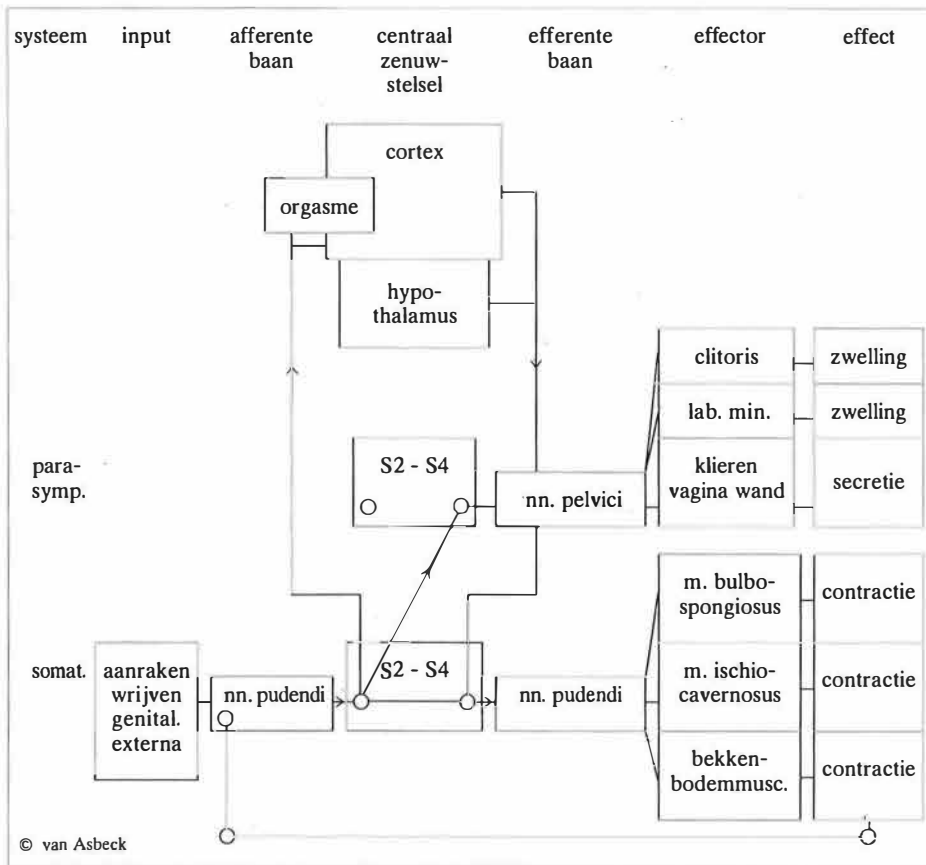 systeem input afferente centraal efferente effector effect
baan zenuw- baan
stelsel
cortex
orgasme
hypo-
thalamus
clitoris zwelling
lab. min. zwelling
para-
symp.
S2 - S4
nn. pelvici
klieren
vagina wand
secretie
m. bulbo-
spongiosus
contractie
somat.
aanraken
wrijven
genital.
externa
nn. pudendi
S2 - S4
nn. pudendi
m. ischio-
cavernosus
contractie
bekken-
bodemmusc.
contractie
© van Asbeck